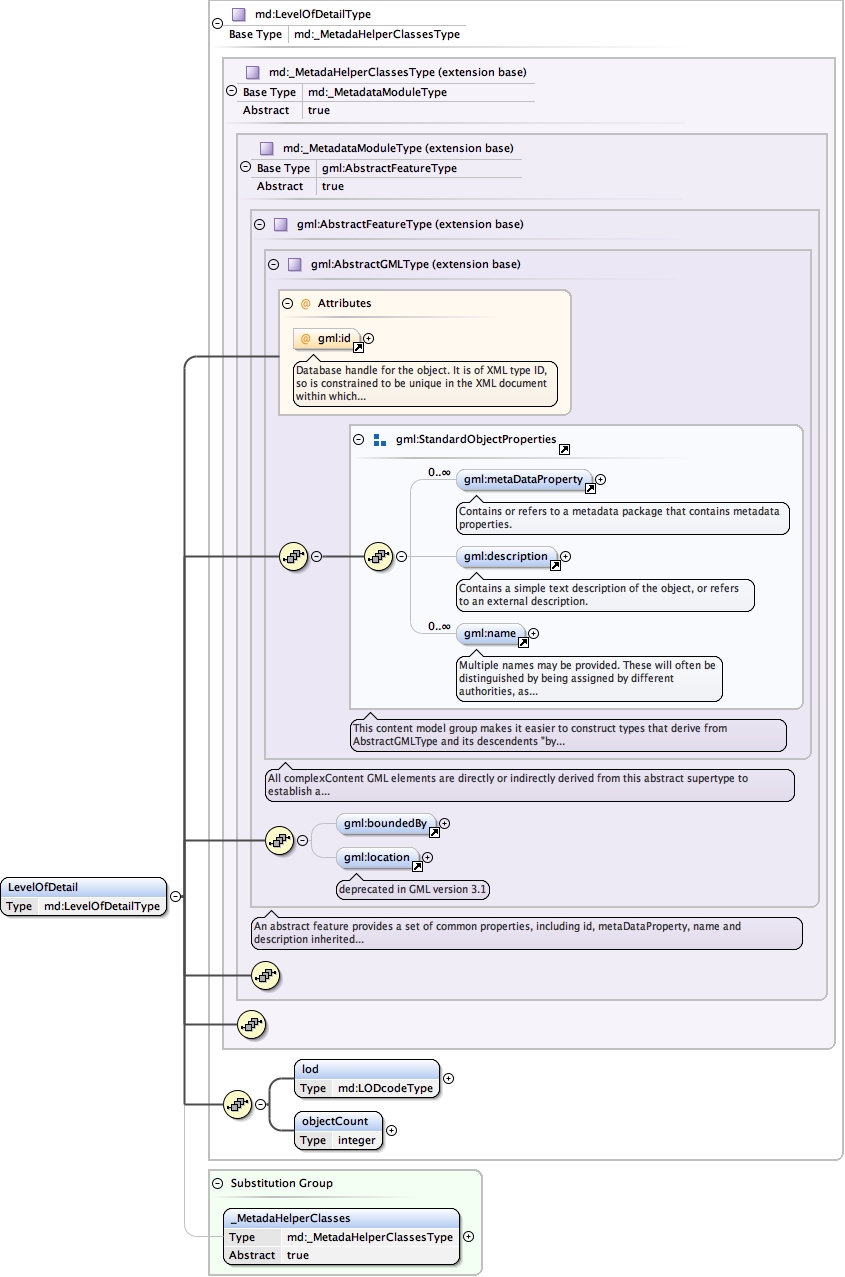 md:LevelOfDetailType
Base Type md:_MetadaHelperClassesType
md:_MetadaHelperClassesType (extension base)
Base Type md:_MetadataModuleType
Abstract true
md:_MetadataModuleType (extension base)
Base Type gml:AbstractFeatureType
Abstract true
gml:AbstractFeatureType (extension base)
gml:AbstractGMLType (extension base)
@ Attributes
@ gml:id
Database handle for the object. It is of XML type ID,
so is constrained to be unique in the XML document
within which...
gml:StandardObjectProperties
0..∞
gml:metaDataProperty
Contains or refers to a metadata package that contains metadata
properties.
gml:description
Contains a simple text description of the object, or refers
to an external description.
0..∞
gml:name
Multiple names may be provided. These will often be
distinguished by being assigned by different
authorities, as...
This content model group makes it easier to construct types that derive from
AbstractGMLType and its descendents "by...
All complexContent GML elements are directly or indirectly derived from this abstract supertype to
establish a...
gml:boundedBy
gml:location
deprecated in GML version 3.1
LevelOfDetail
Type md:LevelOfDetailType
An abstract feature provides a set of common properties, including id, metaDataProperty, name and
description inherited...
lod
Type md:LODcodeType
objectCount
Type integer
Substitution Group
_MetadaHelperClasses
Type md:_MetadaHelperClassesType
Abstract true